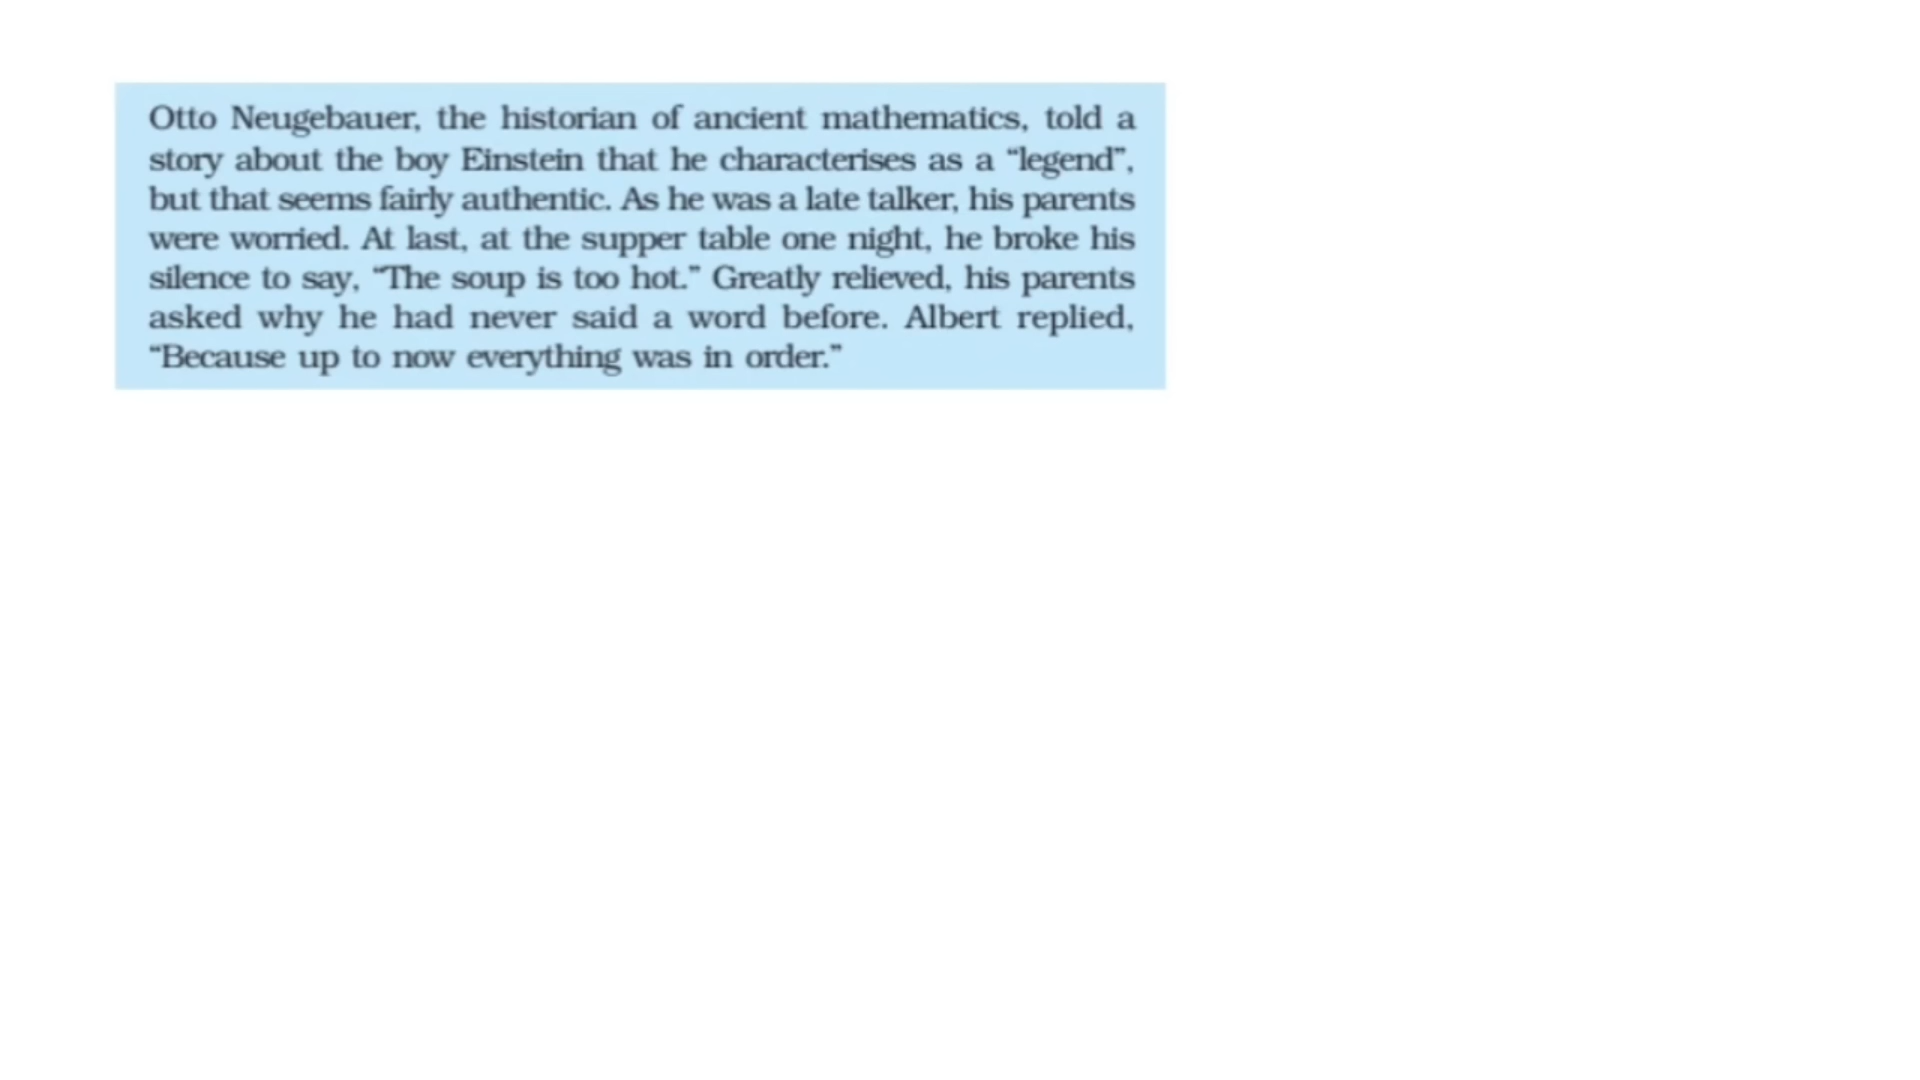 Otto Neugebauer, the historian of ancient mathematics, told a
story about the boy Einstein that he characterises as a “legend”,
but that seems fairly authentic. As he was a late talker, his parents
were worried. At last, at the supper table one night, he broke his
silence to say, “The soup is too hot.” Greatly relieved, his parents
asked why he had never said a word before. Albert replied,
“Because up to now everything was in order.”